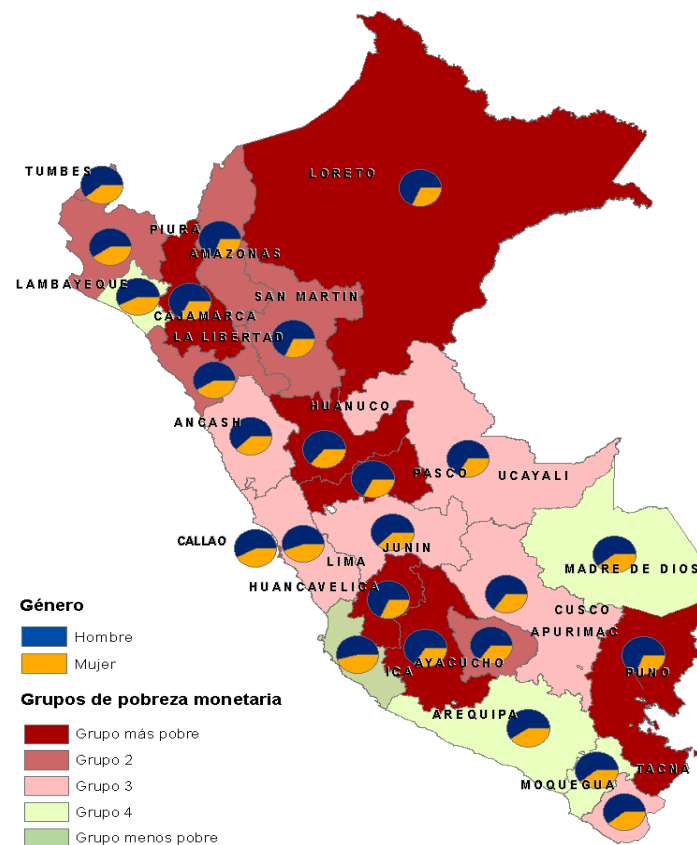 TUMBES
LORETO
PIURA
AMAZONAS
LAMBAYEQUE
SAN MARTIN
CAJAMARCA
LA LIBERTAD
HUANUCO
ANCASH
PASCO
UCAYALI
CALLAO
JUNIN
LIMA
MADRE DE DIOS
HUANCAVELICA
CUSCO
APURIMAC
AYACUCHO
ICA
PUNO
AREQUIPA
TACNA
MOQUEGUA
Género
Hombre
Mujer
Grupos de pobreza monetaria
Grupo más pobre
Grupo 2
Grupo 3
Grupo 4
Grupo menos pobre